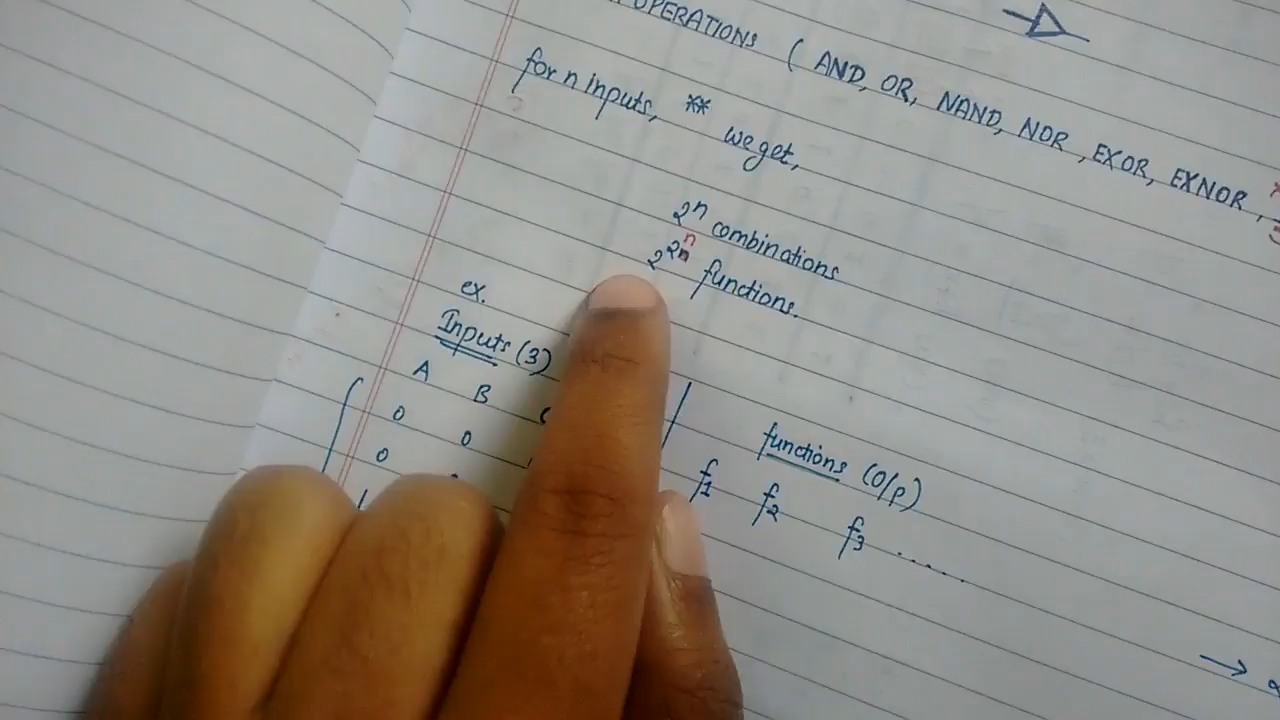 OPERATIONS ( AND, OR, NAND, NOR, EXOR, EXNOR,
for n inputs, ** we get,
2ⁿ combinations
2^2^n functions.
ex.
Inputs (3)
A B
functions (O/p)
0 0
f₁ f₂ f₃ .....
0